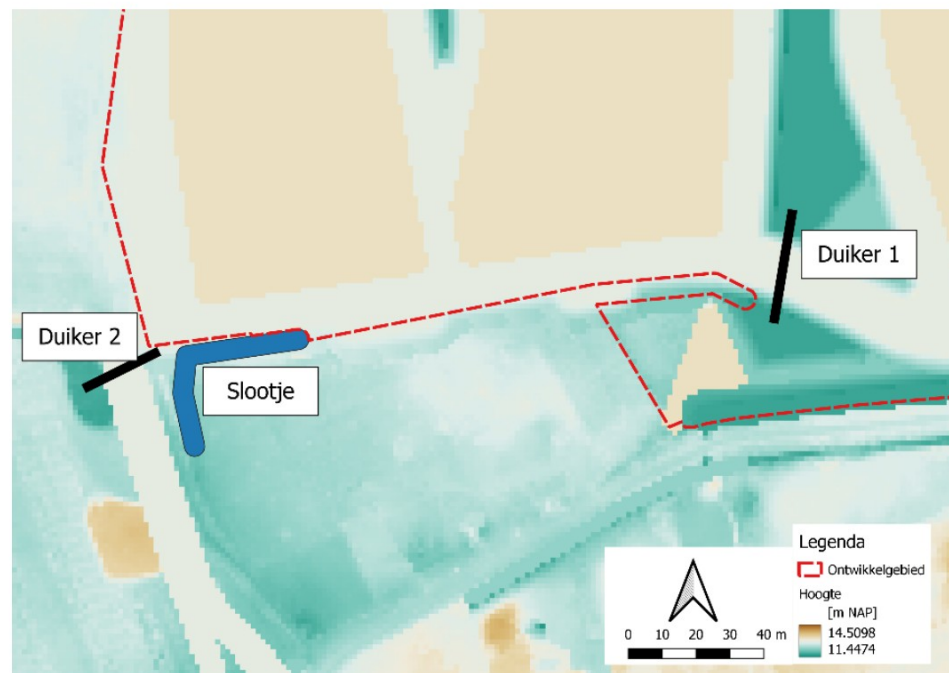 Duiker 1
Duiker 2
Slootje
Legenda
Ontwikkelgebied
Hoogte
[m NAP]
14.5098
11.4474
0 10 20 30 40 m